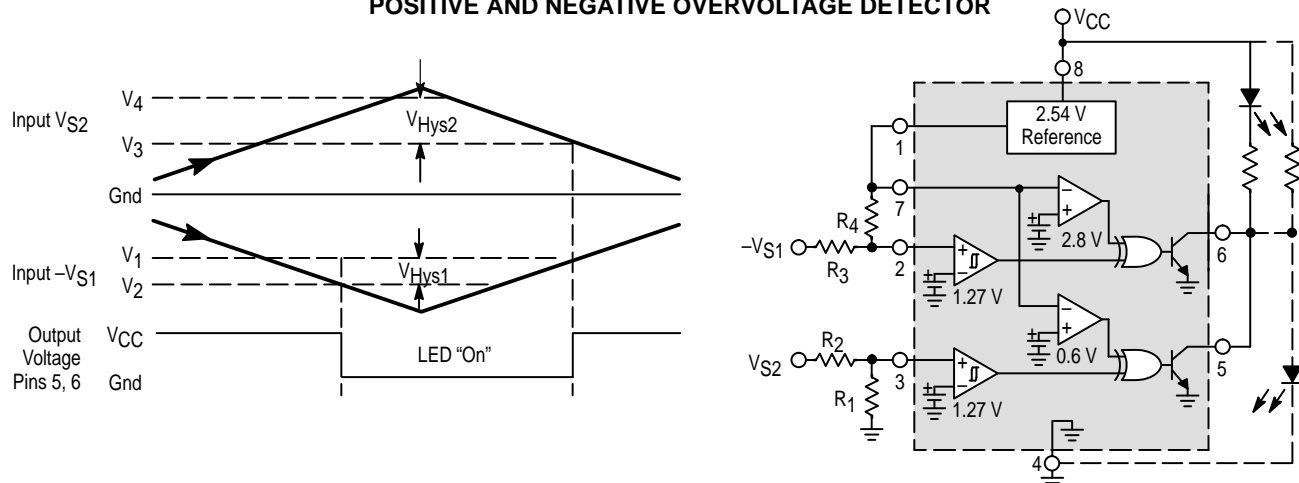 POSITIVE AND NEGATIVE OVERVOLTAGE DETECTOR
Input VS2
V4
V3
VHys2
Gnd
Input –VS1
V1
V2
VHys1
Output
Voltage
Pins 5, 6
VCC
Gnd
LED “On”
VCC
8
2.54 V
Reference
1
7
R4
–VS1
R3
2
+
–
1.27 V
–
+
2.8 V
6
–
+
0.6 V
5
VS2
R2
3
R1
+
–
1.27 V
4